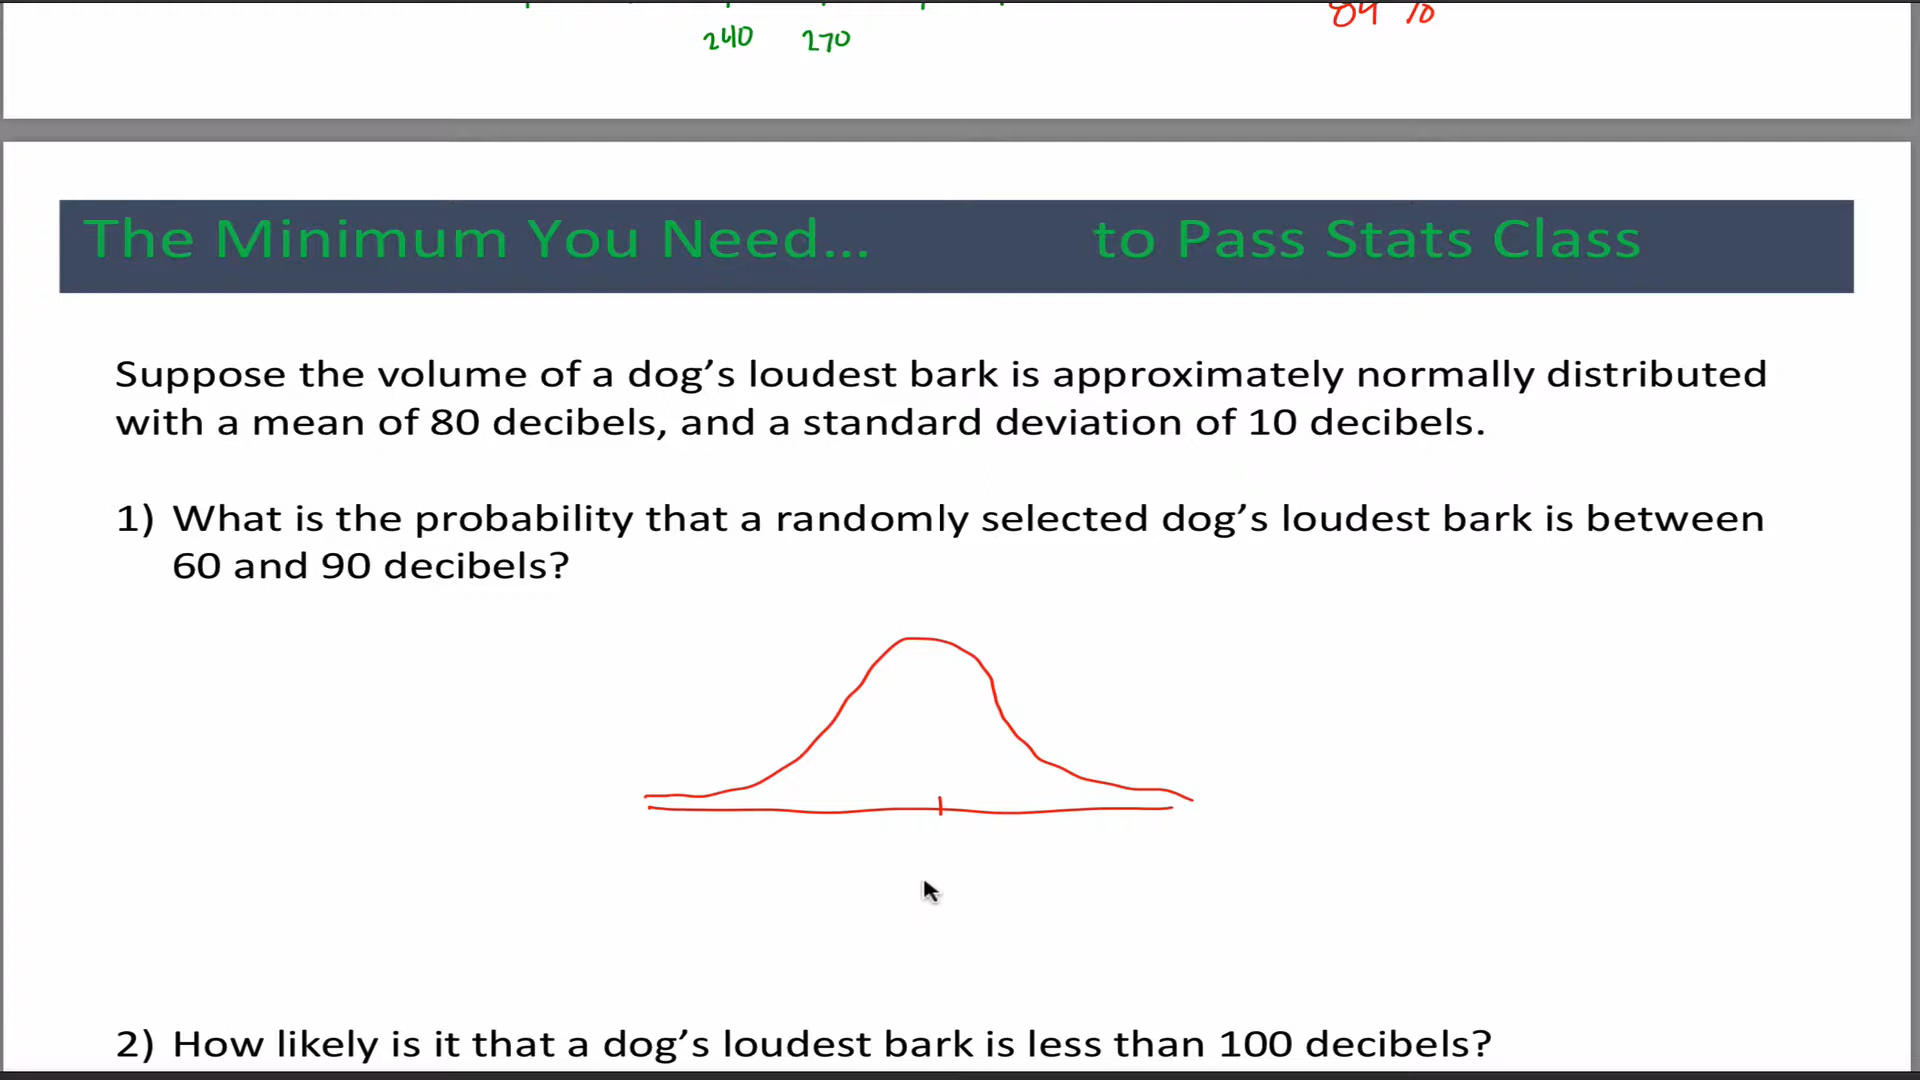 84 %
240 270
The Minimum You Need... to Pass Stats Class
Suppose the volume of a dog’s loudest bark is approximately normally distributed
with a mean of 80 decibels, and a standard deviation of 10 decibels.
1) What is the probability that a randomly selected dog’s loudest bark is between
60 and 90 decibels?
2) How likely is it that a dog’s loudest bark is less than 100 decibels?